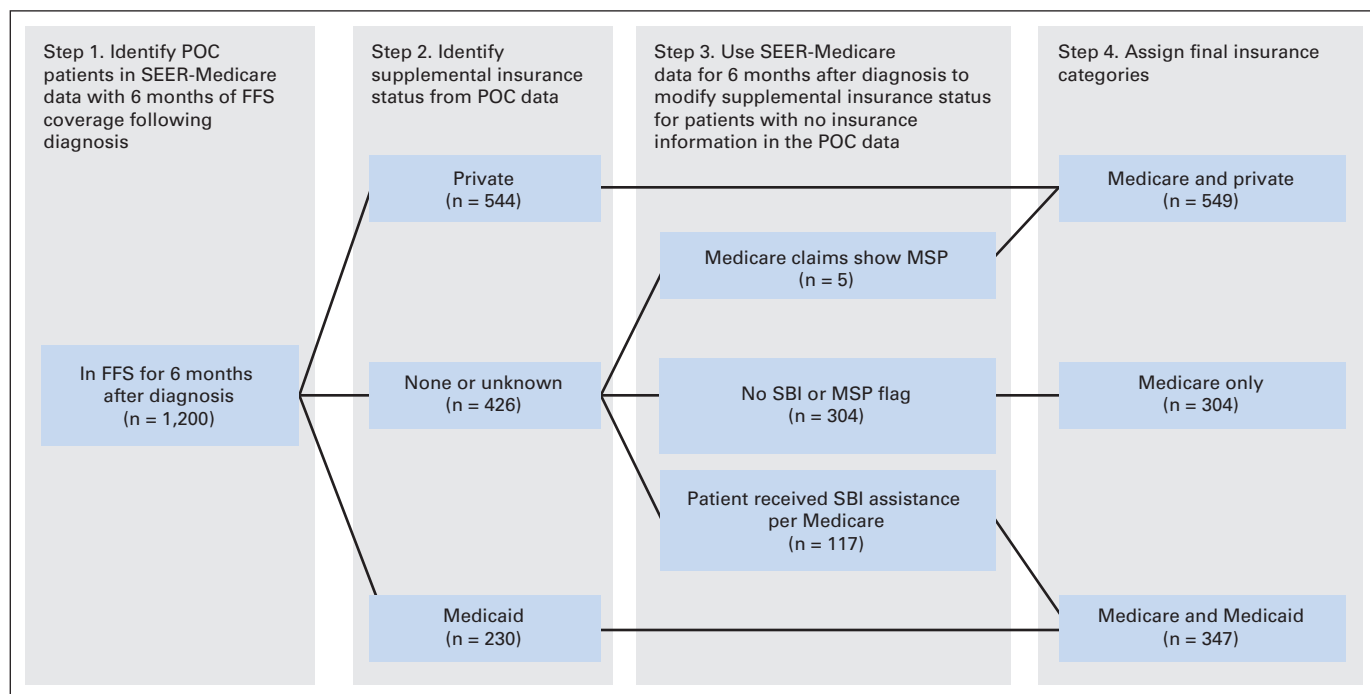 Step 1. Identify POC
patients in SEER-Medicare
data with 6 months of FFS
coverage following
diagnosis
Step 2. Identify
supplemental insurance
status from POC data
Step 3. Use SEER-Medicare
data for 6 months after diagnosis to
modify supplemental insurance status
for patients with no insurance
information in the POC data
Step 4. Assign final insurance
categories
In FFS for 6 months
after diagnosis
(n = 1,200)
Private
(n = 544)
None or unknown
(n = 426)
Medicaid
(n = 230)
Medicare claims show MSP
(n = 5)
No SBI or MSP flag
(n = 304)
Patient received SBI assistance
per Medicare
(n = 117)
Medicare and private
(n = 549)
Medicare only
(n = 304)
Medicare and Medicaid
(n = 347)